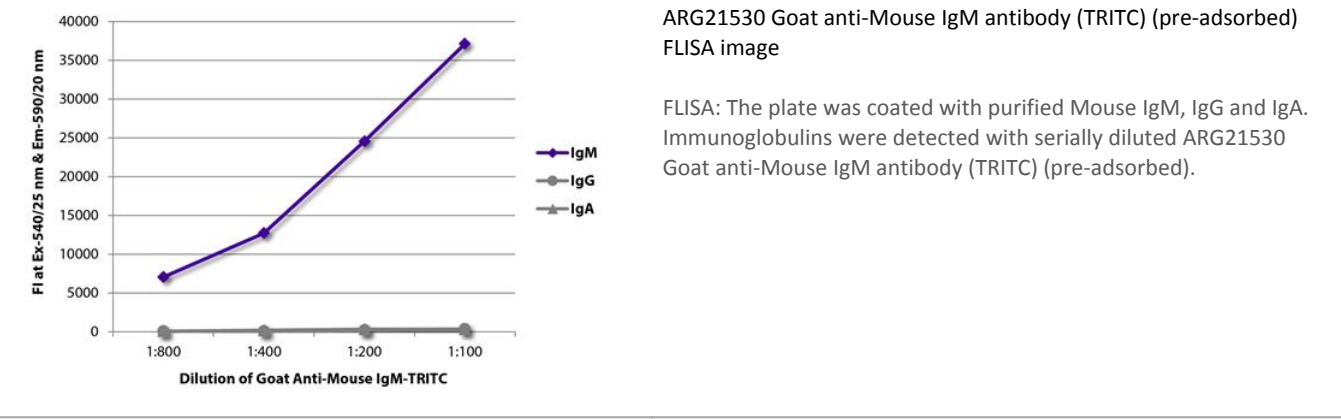 40000
35000
30000
25000
20000
15000
10000
5000
0
FI at Ex-540/25 nm & Em-590/20 nm
1:800 1:400 1:200 1:100
Dilution of Goat Anti-Mouse IgM-TRITC
IgM
IgG
IgA
ARG21530 Goat anti-Mouse IgM antibody (TRITC) (pre-adsorbed)
FLISA image
FLISA: The plate was coated with purified Mouse IgM, IgG and IgA.
Immunoglobulins were detected with serially diluted ARG21530
Goat anti-Mouse IgM antibody (TRITC) (pre-adsorbed).